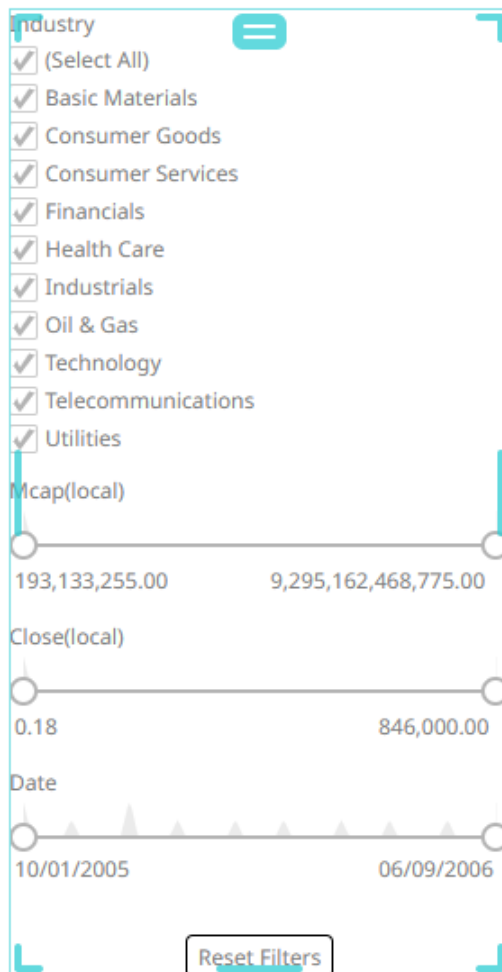 Industry
(Select All)
Basic Materials
Consumer Goods
Consumer Services
Financials
Health Care
Industrials
Oil & Gas
Technology
Telecommunications
Utilities
Mcap(local)
193,133,255.00 9,295,162,468,775.00
Close(local)
0.18 846,000.00
Date
10/01/2005 06/09/2006
Reset Filters